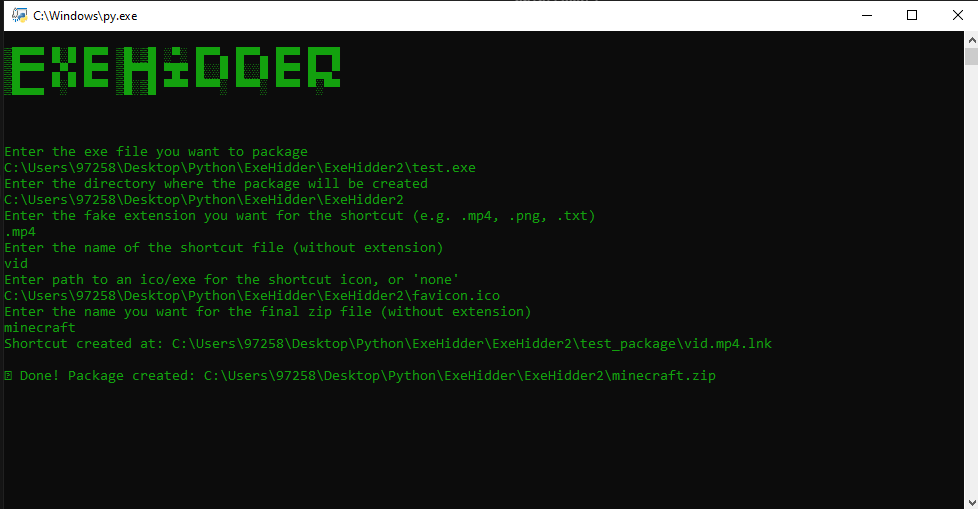 C:\Windows\py.exe
EXEHiDDER
Enter the exe file you want to package
C:\Users\97258\Desktop\Python\ExeHidder\ExeHidder2\test.exe
Enter the directory where the package will be created
C:\Users\97258\Desktop\Python\ExeHidder\ExeHidder2
Enter the fake extension you want for the shortcut (e.g. .mp4, .png, .txt)
.mp4
Enter the name of the shortcut file (without extension)
vid
Enter path to an ico/exe for the shortcut icon, or 'none'
C:\Users\97258\Desktop\Python\ExeHidder\ExeHidder2\favicon.ico
Enter the name you want for the final zip file (without extension)
minecraft
Shortcut created at: C:\Users\97258\Desktop\Python\ExeHidder\ExeHidder2\test_package\vid.mp4.lnk
Done! Package created: C:\Users\97258\Desktop\Python\ExeHidder\ExeHidder2\minecraft.zip